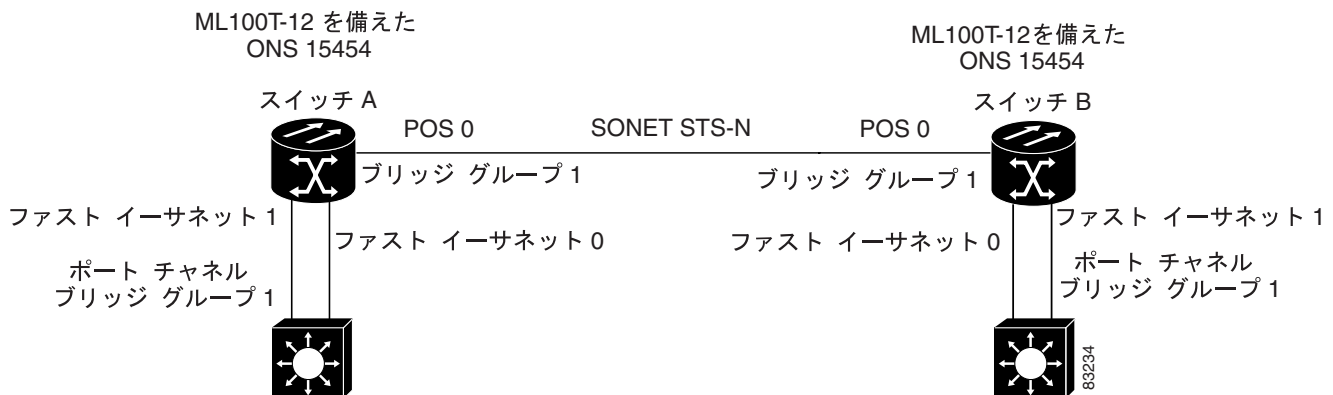 ML100T-12 を備えた
ONS 15454
ML100T-12を備えた
ONS 15454
スイッチ A
スイッチ B
POS 0
SONET STS-N
POS 0
ブリッジ グループ 1
ブリッジ グループ 1
ファスト イーサネット 1
ファスト イーサネット 0
ファスト イーサネット 0
ファスト イーサネット 1
ポート チャネル
ブリッジ グループ 1
ポート チャネル
ブリッジ グループ 1
83234